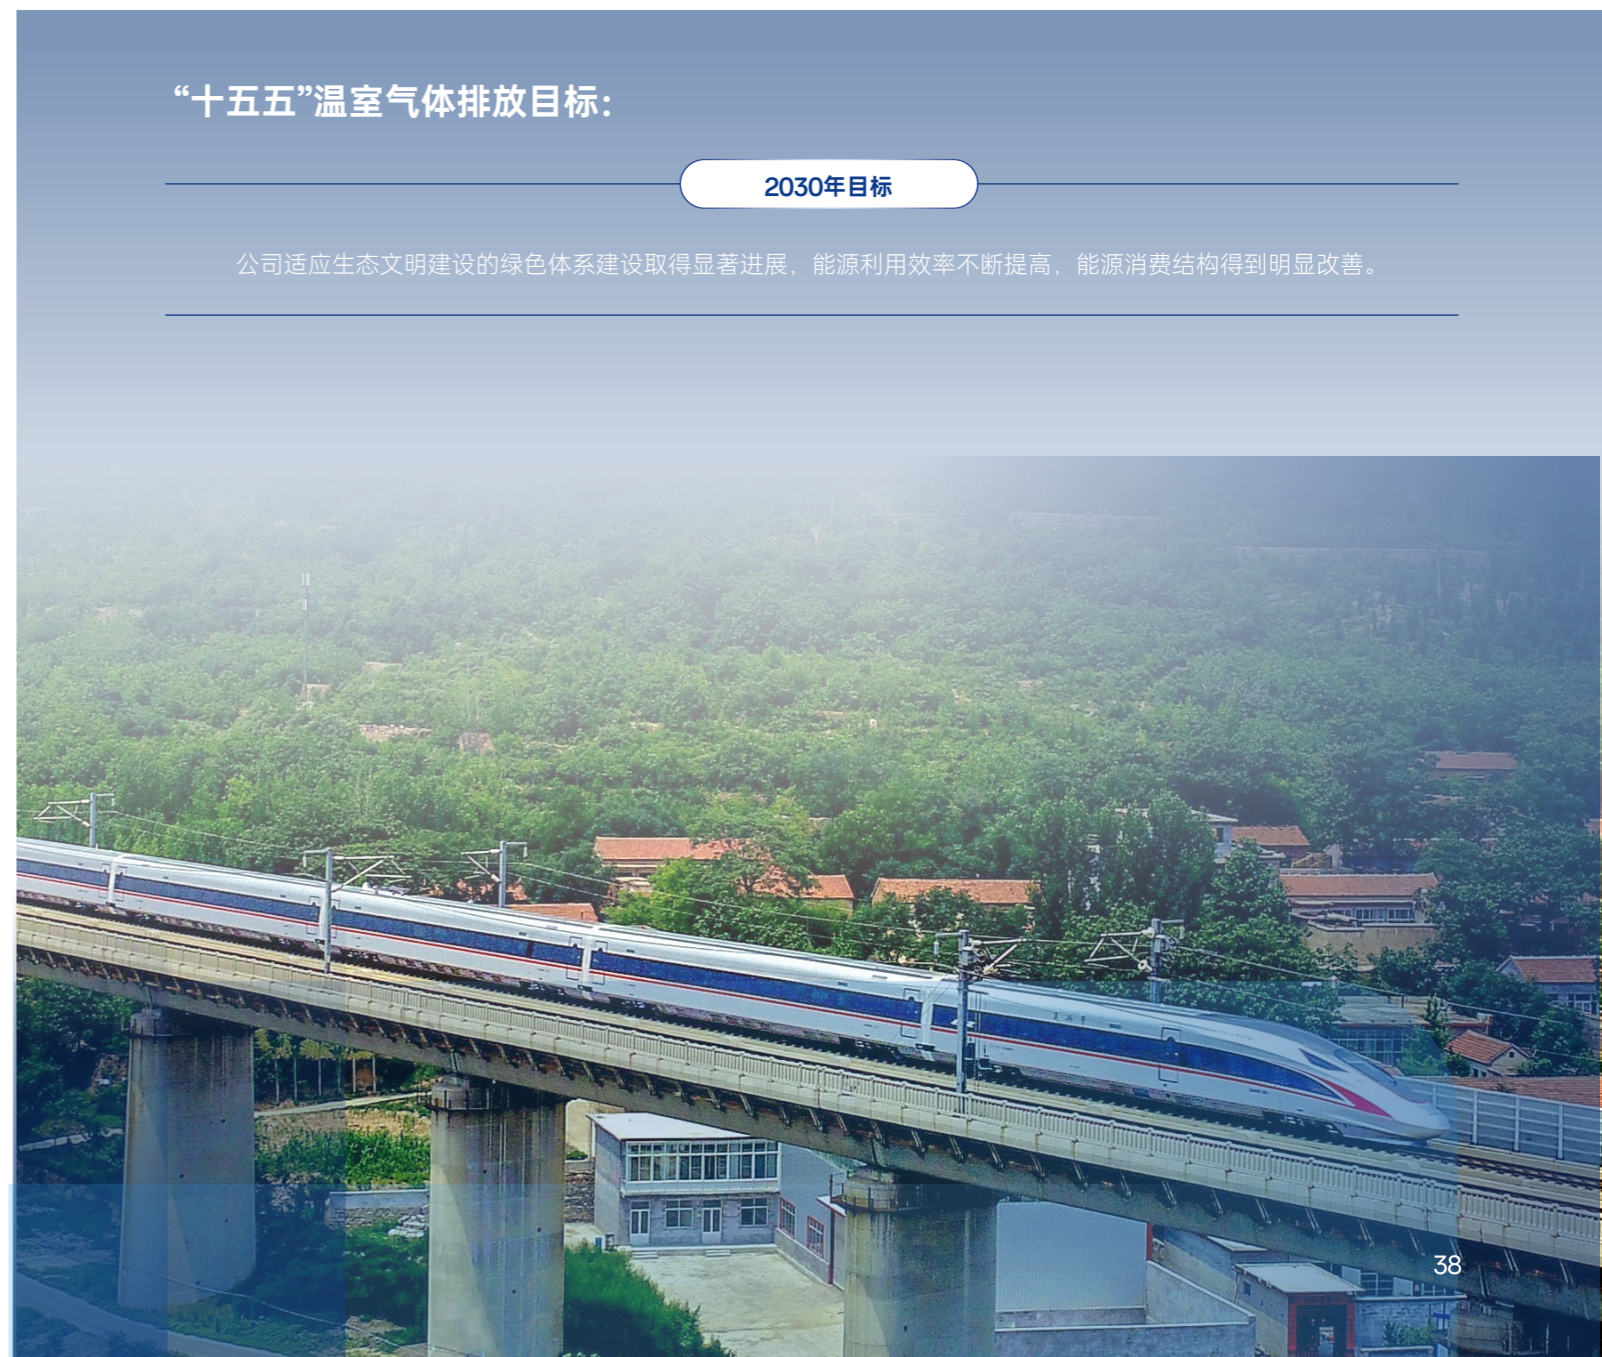 “十五五”温室气体排放目标：
2030年目标
公司适应生态文明建设的绿色体系建设取得显著进展，能源利用效率不断提高，能源消费结构得到明显改善。
38